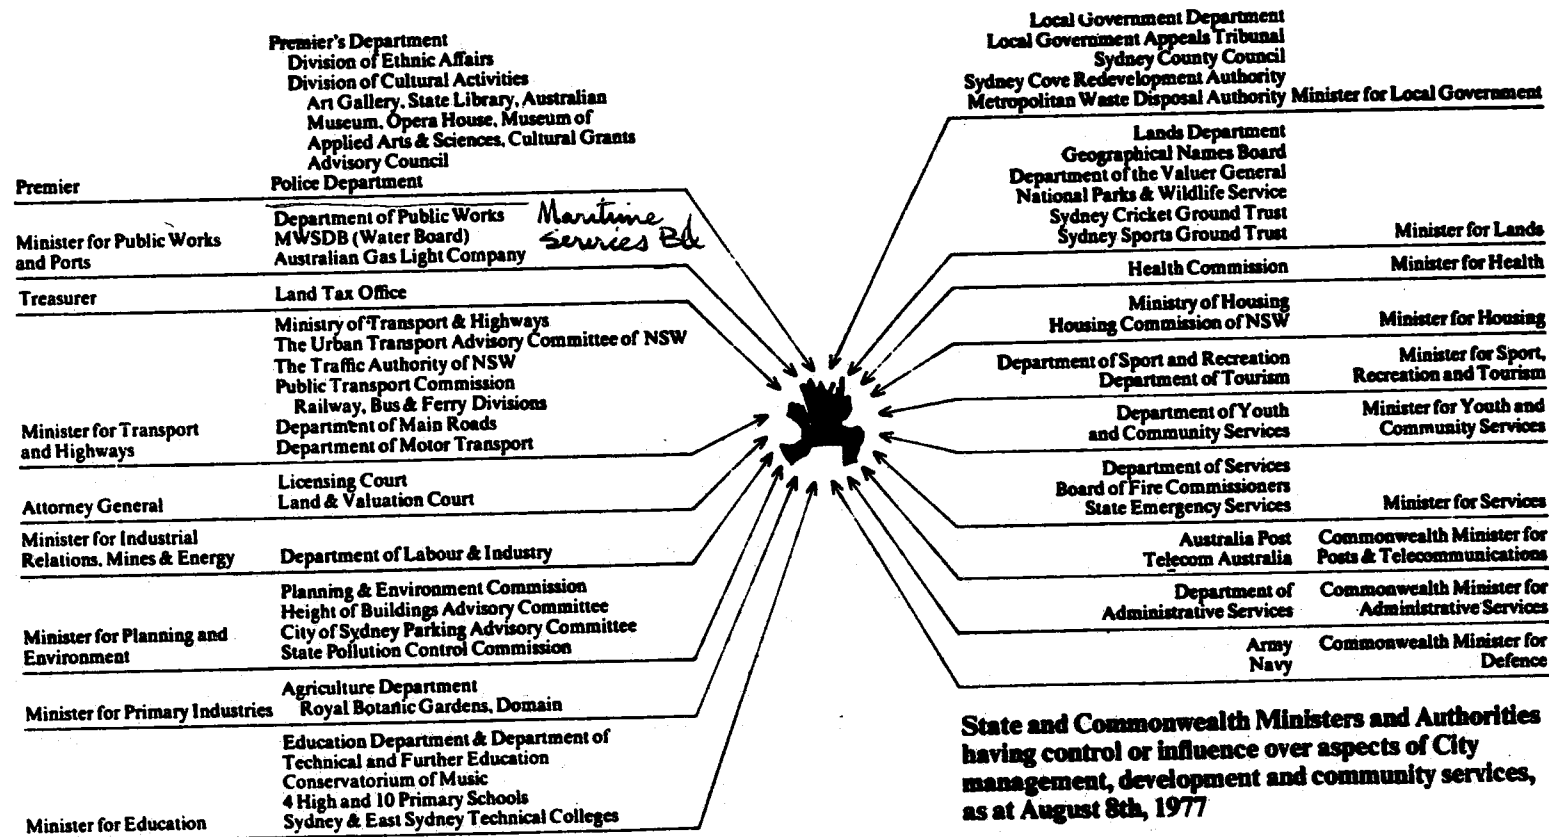 Premier's Department
Division of Ethnic Affairs
Division of Cultural Activities
Art Gallery, State Library, Australian
Museum, Opera House, Museum of
Applied Arts & Sciences, Cultural Grants
Advisory Council
Premier
Police Department
Department of Public Works
Maritime
Services Bd
Minister for Public Works
and Ports
MWSDB (Water Board)
Australian Gas Light Company
Treasurer
Land Tax Office
Ministry of Transport & Highways
The Urban Transport Advisory Committee of NSW
The Traffic Authority of NSW
Public Transport Commission
Railway, Bus & Ferry Divisions
Minister for Transport
and Highways
Department of Main Roads
Department of Motor Transport
Attorney General
Licensing Court
Land & Valuation Court
Minister for Industrial
Relations, Mines & Energy
Department of Labour & Industry
Minister for Planning and
Environment
Planning & Environment Commission
Height of Buildings Advisory Committee
City of Sydney Parking Advisory Committee
State Pollution Control Commission
Minister for Primary Industries
Agriculture Department
Royal Botanic Gardens, Domain
Minister for Education
Education Department & Department of
Technical and Further Education
Conservatorium of Music
4 High and 10 Primary Schools
Sydney & East Sydney Technical Colleges
Local Government Department
Local Government Appeals Tribunal
Sydney County Council
Sydney Cove Redevelopment Authority
Metropolitan Waste Disposal Authority
Minister for Local Government
Lands Department
Geographical Names Board
Department of the Valuer General
National Parks & Wildlife Service
Sydney Cricket Ground Trust
Sydney Sports Ground Trust
Minister for Lands
Health Commission
Minister for Health
Ministry of Housing
Housing Commission of NSW
Minister for Housing
Department of Sport and Recreation
Department of Tourism
Minister for Sport,
Recreation and Tourism
Department of Youth
and Community Services
Minister for Youth and
Community Services
Department of Services
Board of Fire Commissioners
State Emergency Services
Minister for Services
Australia Post
Telecom Australia
Commonwealth Minister for
Posts & Telecommunications
Department of
Administrative Services
Commonwealth Minister for
Administrative Services
Army
Navy
Commonwealth Minister for
Defence
State and Commonwealth Ministers and Authorities
having control or influence over aspects of City
management, development and community services,
as at August 8th, 1977